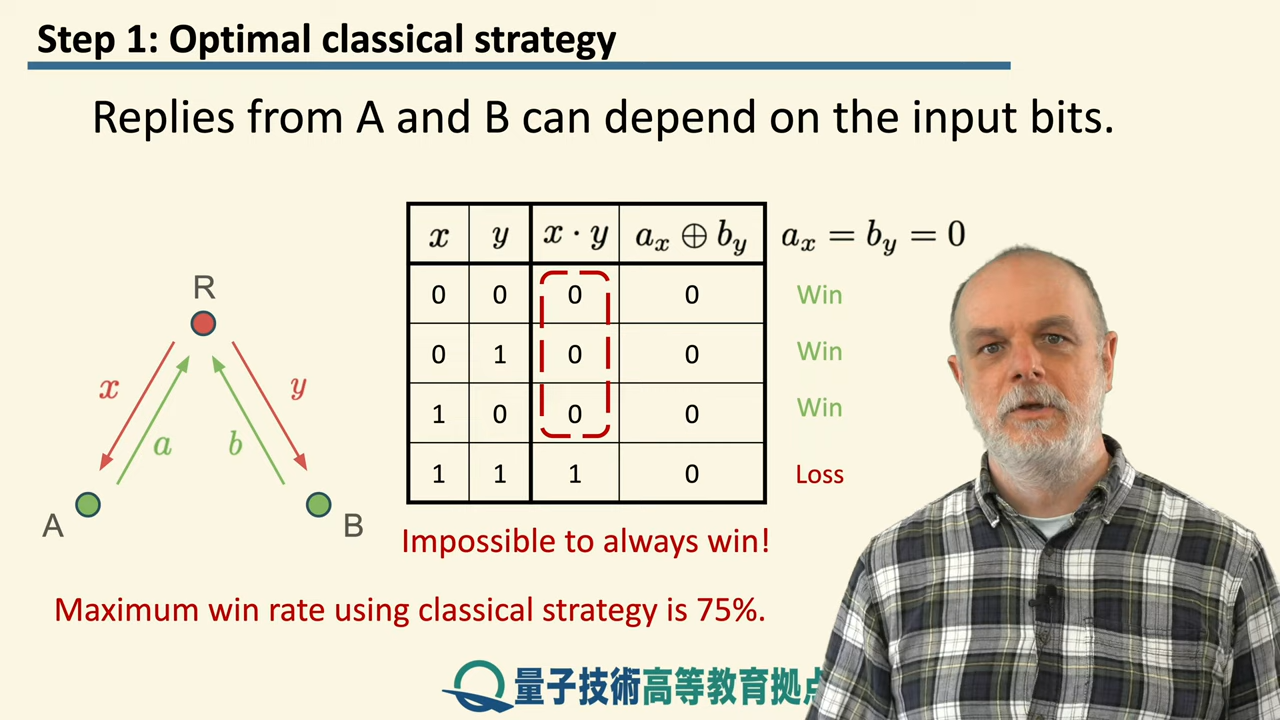 Step 1: Optimal classical strategy
Replies from A and B can depend on the input bits.
x y x · y a_x ⊕ b_y a_x = b_y = 0
0 0 0 0 Win
0 1 0 0 Win
1 0 0 0 Win
1 1 1 0 Loss
R
x y
a b
A B
Impossible to always win!
Maximum win rate using classical strategy is 75%.
量子技術高等教育拠点